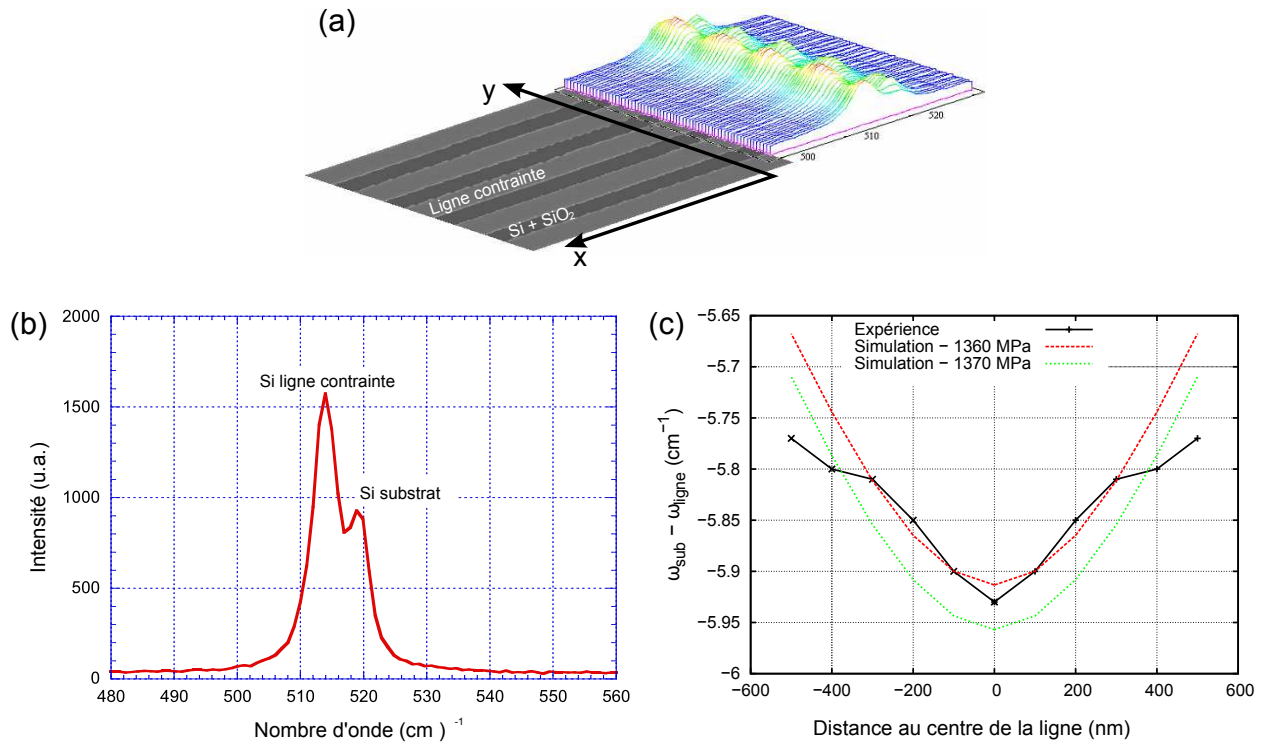 (a)
y
520
510
500
Ligne contrainte
Si + SiO₂
x
(b)
2000
1500
1000
500
0
Intensité (u.a.)
Si ligne contrainte
Si substrat
480 490 500 510 520 530 540 550 560
Nombre d'onde (cm ) ⁻¹
(c)
−5.65
−5.7
−5.75
−5.8
−5.85
−5.9
−5.95
−6
ω_sub − ω_ligne (cm⁻¹)
Expérience
Simulation − 1360 MPa
Simulation − 1370 MPa
−600 −400 −200 0 200 400 600
Distance au centre de la ligne (nm)